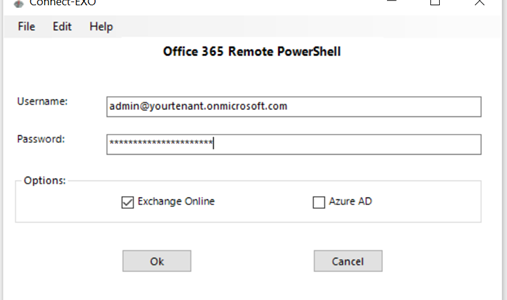 Connect-EXO
File Edit Help
Office 365 Remote PowerShell
Username: admin@yourtenant.onmicrosoft.com
Password: **********************
Options:
Exchange Online Azure AD
Ok Cancel